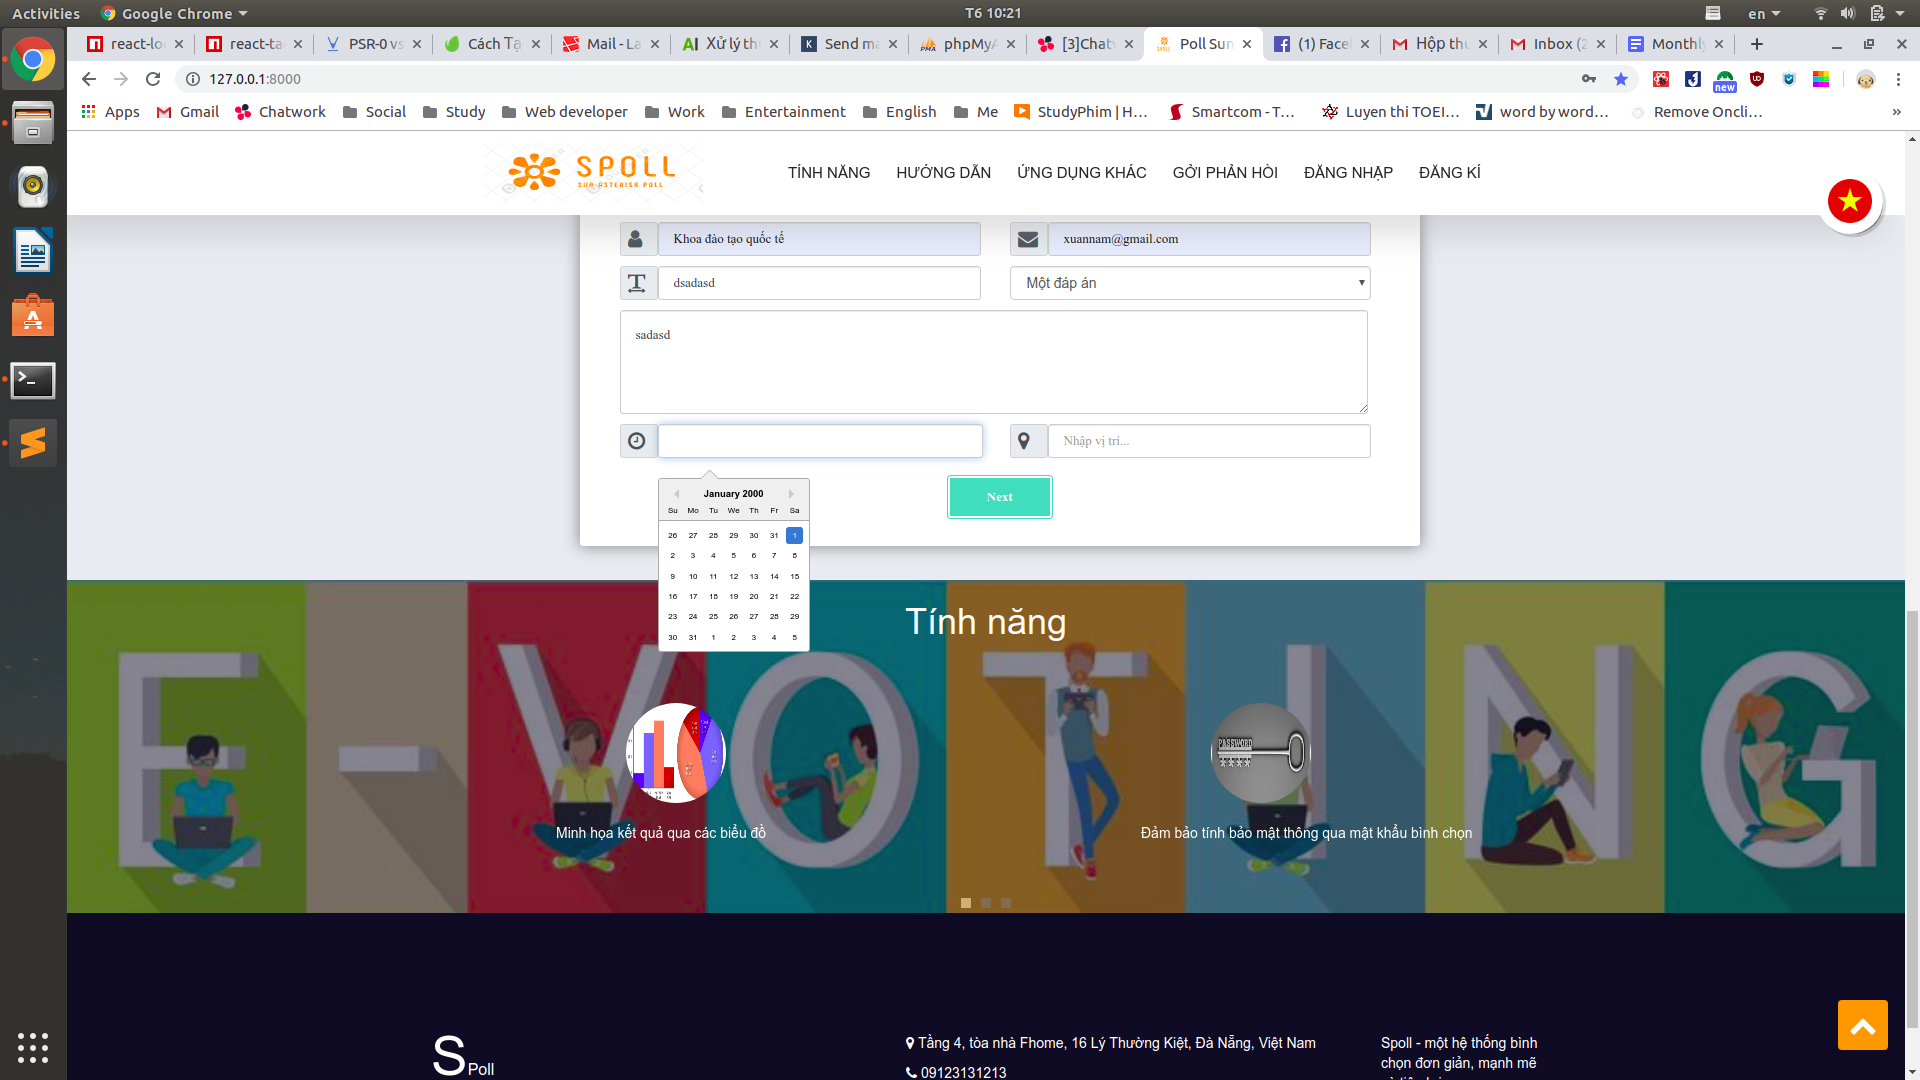 Activities Google Chrome T6 10:21 en
react-lo react-ta PSR-0 vs Cách Tạ Mail - La Xử lý th Send ma phpMyA [3]Chatw Poll Sun (1) Face Hộp thu Inbox (2 Monthly
127.0.0.1:8000
new
Apps Gmail Chatwork Social Study Web developer Work Entertainment English Me StudyPhim | H... Smartcom - T... Luyen thi TOEI... word by word... Remove Oncli... »
SPOLL
SUN ASTERISK POLL
TÍNH NĂNG HƯỚNG DẪN ỨNG DỤNG KHÁC GỞI PHẢN HÒI ĐĂNG NHẬP ĐĂNG KÍ
Khoa đào tạo quốc tế xuannam@gmail.com
dsadasd Một đáp án
sadasd
Nhập vị trí...
Next
January 2000
Su Mo Tu We Th Fr Sa
26 27 28 29 30 31 1
2 3 4 5 6 7 8
9 10 11 12 13 14 15
16 17 18 19 20 21 22
23 24 25 26 27 28 29
30 31 1 2 3 4 5
Tính năng
E-VOTING
PASSWORD
Minh họa kết quả qua các biểu đồ
Đảm bảo tính bảo mật thông qua mật khẩu bình chọn
SPoll
Tầng 4, tòa nhà Fhome, 16 Lý Thường Kiệt, Đà Nẵng, Việt Nam
09123131213
Spoll - một hệ thống bình
chọn đơn giản, mạnh mẽ